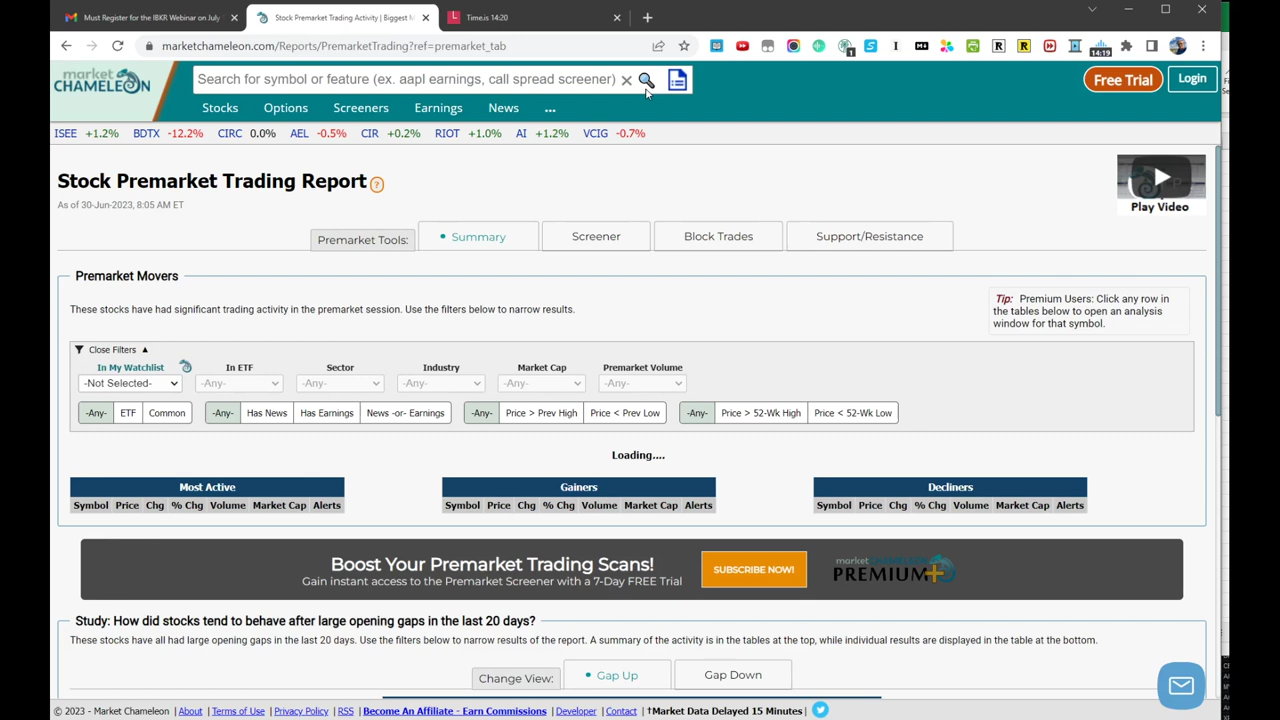 Must Register for the IBKR Webinar on July
Stock Premarket Trading Activity | Biggest M
Time.is 14:20
marketchameleon.com/Reports/PremarketTrading?ref=premarket_tab
1
14:19
market CHAMELEON
Search for symbol or feature (ex. aapl earnings, call spread screener)
Free Trial
Login
Stocks Options Screeners Earnings News ...
ISEE +1.2% BDTX -12.2% CIRC 0.0% AEL -0.5% CIR +0.2% RIOT +1.0% AI +1.2% VCIG -0.7%
Stock Premarket Trading Report ?
Play Video
As of 30-Jun-2023, 8:05 AM ET
Premarket Tools: Summary Screener Block Trades Support/Resistance
Premarket Movers
These stocks have had significant trading activity in the premarket session. Use the filters below to narrow results.
Tip: Premium Users: Click any row in
the tables below to open an analysis
window for that symbol.
Close Filters ▲
In My Watchlist In ETF Sector Industry Market Cap Premarket Volume
-Not Selected- -Any- -Any- -Any- -Any- -Any-
-Any- ETF Common -Any- Has News Has Earnings News -or- Earnings -Any- Price > Prev High Price < Prev Low -Any- Price > 52-Wk High Price < 52-Wk Low
Loading....
Most Active Gainers Decliners
Symbol Price Chg % Chg Volume Market Cap Alerts Symbol Price Chg % Chg Volume Market Cap Alerts Symbol Price Chg % Chg Volume Market Cap Alerts
Boost Your Premarket Trading Scans!
Gain instant access to the Premarket Screener with a 7-Day FREE Trial
SUBSCRIBE NOW!
market CHAMELEON
PREMIUM+
Study: How did stocks tend to behave after large opening gaps in the last 20 days?
These stocks have all had large opening gaps in the last 20 days. Use the filters below to narrow results of the report. A summary of the activity is in the tables at the top, while individual results are displayed in the table at the bottom.
Change View: Gap Up Gap Down
© 2023 - Market Chameleon | About | Terms of Use | Privacy Policy | RSS | Become An Affiliate - Earn Commissions | Developer | Contact | †Market Data Delayed 15 Minutes |